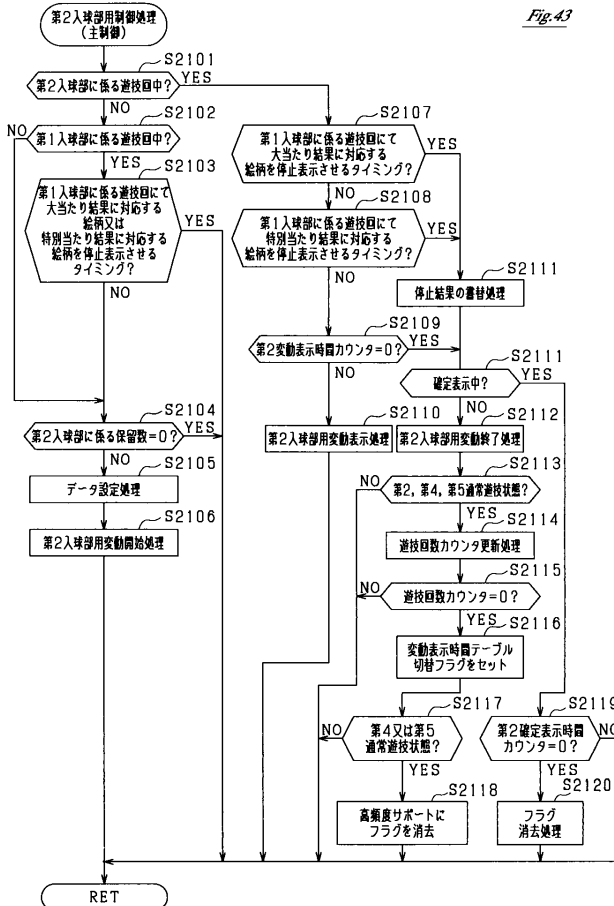 Fig.43
第2入球部用制御処理
(主制御)
S2101
第2入球部に係る遊技回中?
YES
NO
S2102
第1入球部に係る遊技回中?
NO
YES
S2103
第1入球部に係る遊技回にて
大当たり結果に対応する
絵柄又は
特別当たり結果に対応する
絵柄を停止表示させる
タイミング?
YES
NO
S2104
第2入球部に係る保留数=0?
YES
NO
S2105
データ設定処理
S2106
第2入球部用変動開始処理
S2107
第1入球部に係る遊技回にて
大当たり結果に対応する
絵柄を停止表示させるタイミング?
YES
NO
S2108
第1入球部に係る遊技回にて
特別当たり結果に対応する
絵柄を停止表示させるタイミング?
YES
NO
S2111
停止結果の書替処理
S2109
第2変動表示時間カウンタ=0?
YES
NO
S2111
確定表示中?
YES
NO
S2110
第2入球部用変動表示処理
S2112
第2入球部用変動終了処理
S2113
第2,第4,第5通常遊技状態?
NO
YES
S2114
遊技回数カウンタ更新処理
S2115
遊技回数カウンタ=0?
NO
YES
S2116
変動表示時間テーブル
切替フラグをセット
S2117
第4又は第5
通常遊技状態?
NO
YES
S2118
高頻度サポートに
フラグを消去
S2119
第2確定表示時間
カウンタ=0?
NO
YES
S2120
フラグ
消去処理
RET